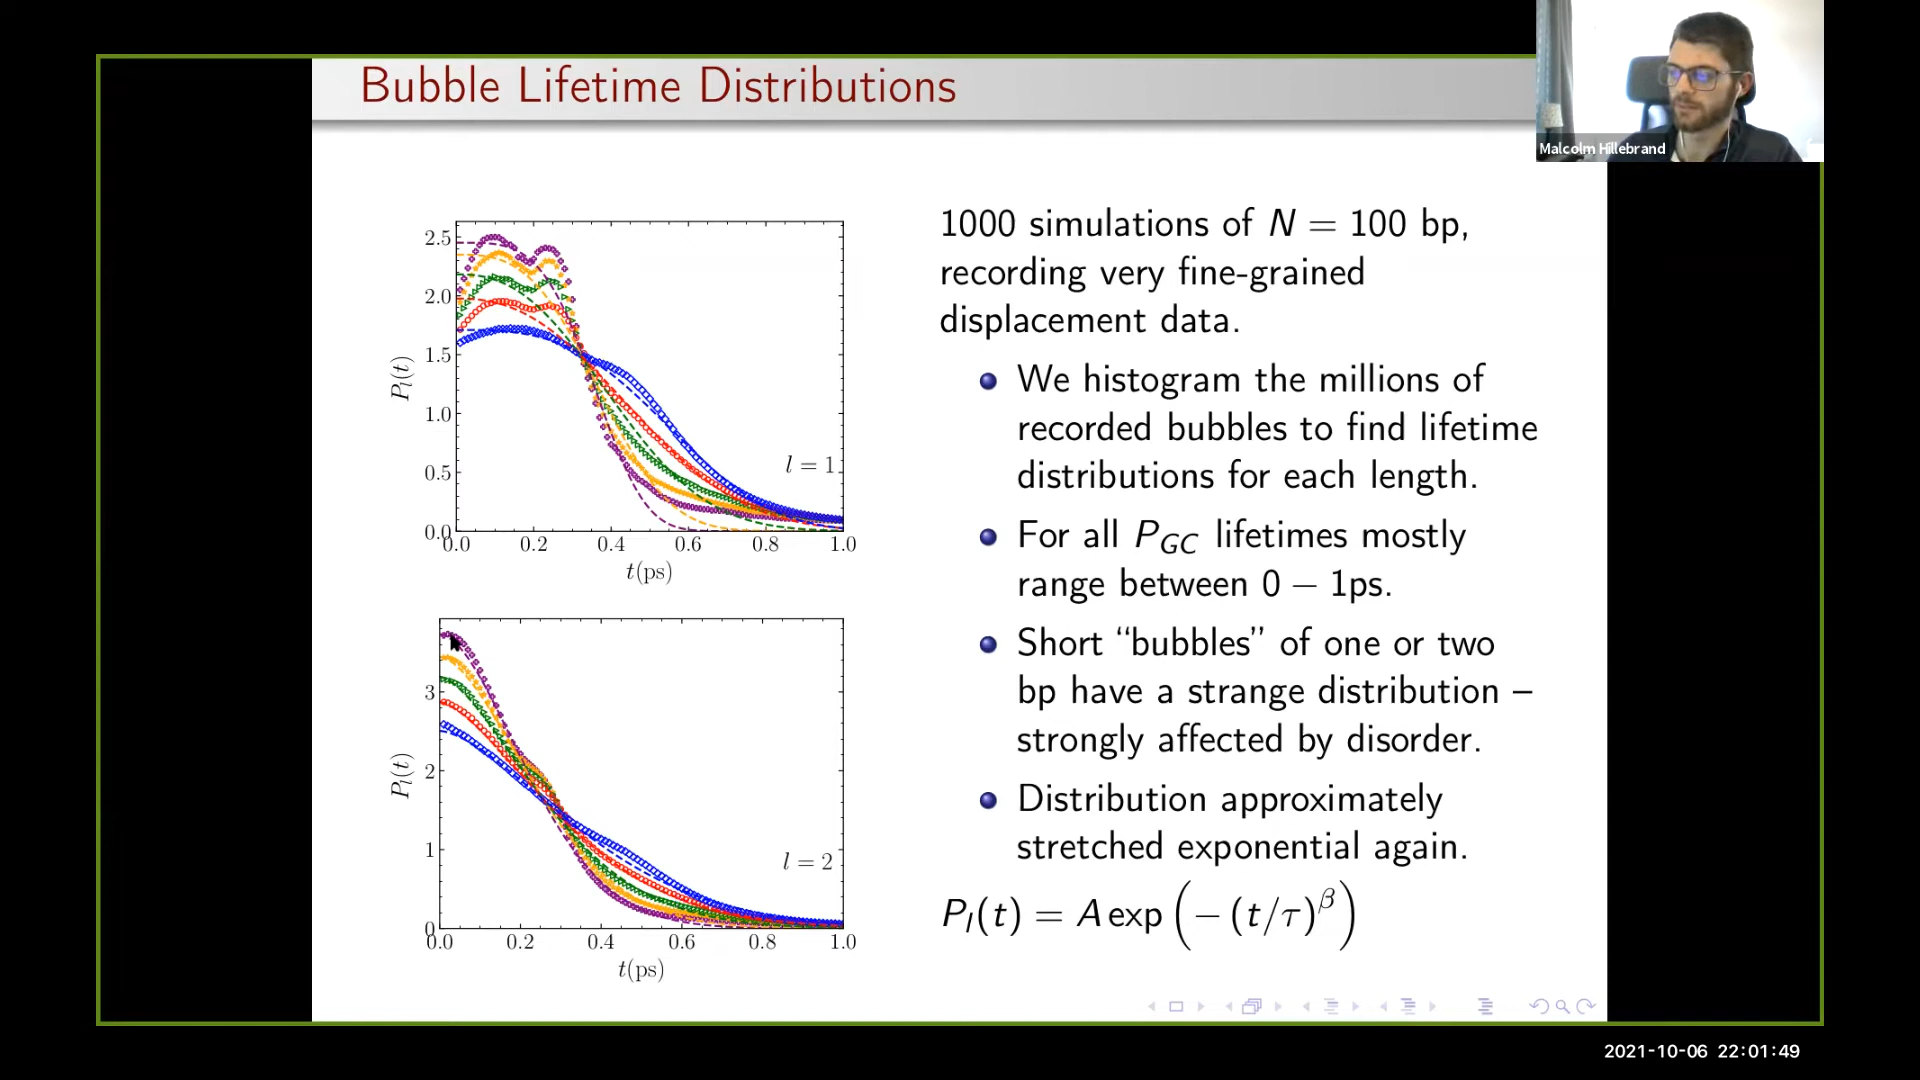 Bubble Lifetime Distributions
Malcolm Hillebrand
2.5
2.0
1.5
1.0
0.5
0.0
P_l(t)
l = 1
0.0 0.2 0.4 0.6 0.8 1.0
t(ps)
3
2
1
0
P_l(t)
l = 2
0.0 0.2 0.4 0.6 0.8 1.0
t(ps)
1000 simulations of N = 100 bp,
recording very fine-grained
displacement data.
We histogram the millions of
recorded bubbles to find lifetime
distributions for each length.
For all P_GC lifetimes mostly
range between 0 – 1ps.
Short “bubbles” of one or two
bp have a strange distribution –
strongly affected by disorder.
Distribution approximately
stretched exponential again.
P_l(t) = A exp (− (t/τ)^β)
2021-10-06 22:01:49